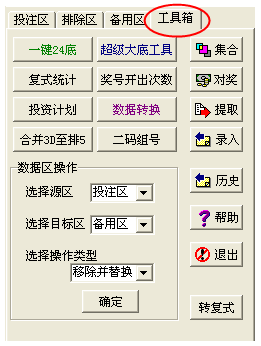 投注区 排除区 备用区 工具箱
一键24底 超级大底工具 集合
复式统计 奖号开出次数 对奖
投资计划 数据转换 提取
合并3D至排5 二码组号 录入
数据区操作
选择源区 投注区 历史
选择目标区 备用区 帮助
选择操作类型
移除并替换 退出
确定
转复式